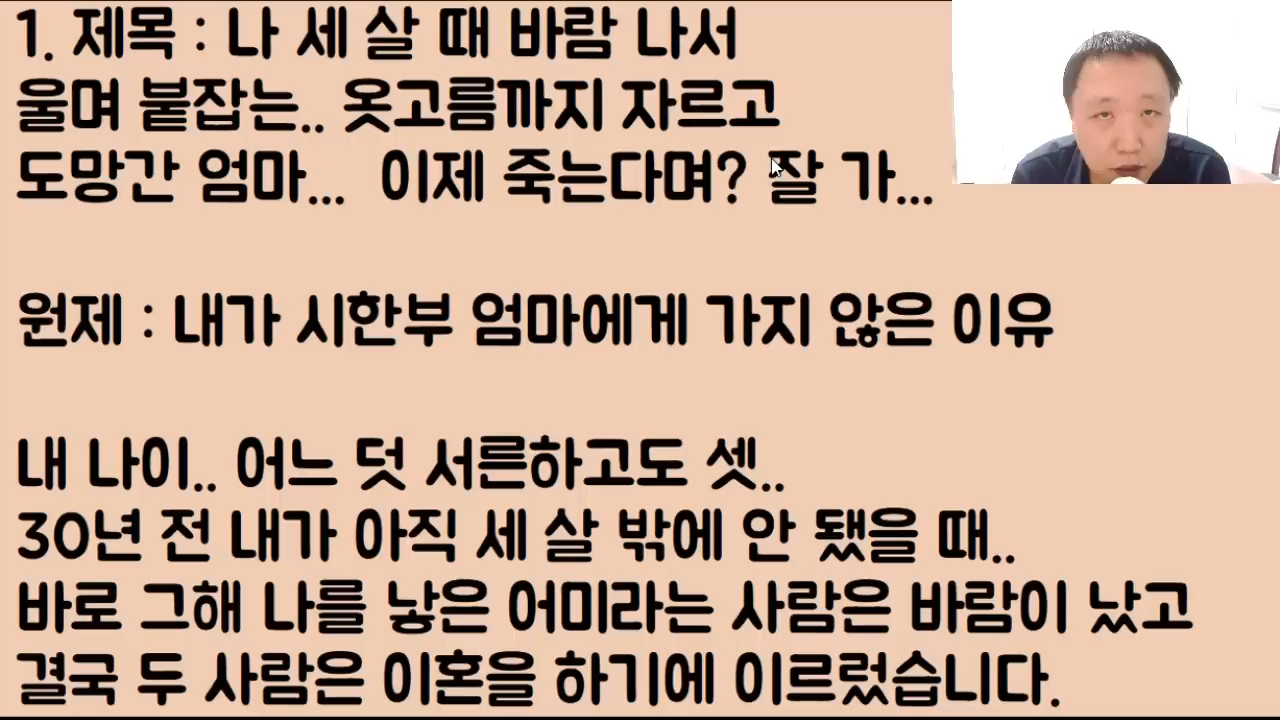 1. 제목 : 나 세 살 때 바람 나서
울며 붙잡는.. 옷고름까지 자르고
도망간 엄마... 이제 죽는다며? 잘 가...
원제 : 내가 시한부 엄마에게 가지 않은 이유
내 나이.. 어느 덧 서른하고도 셋..
30년 전 내가 아직 세 살 밖에 안 됐을 때..
바로 그해 나를 낳은 어미라는 사람은 바람이 났고
결국 두 사람은 이혼을 하기에 이르렀습니다.